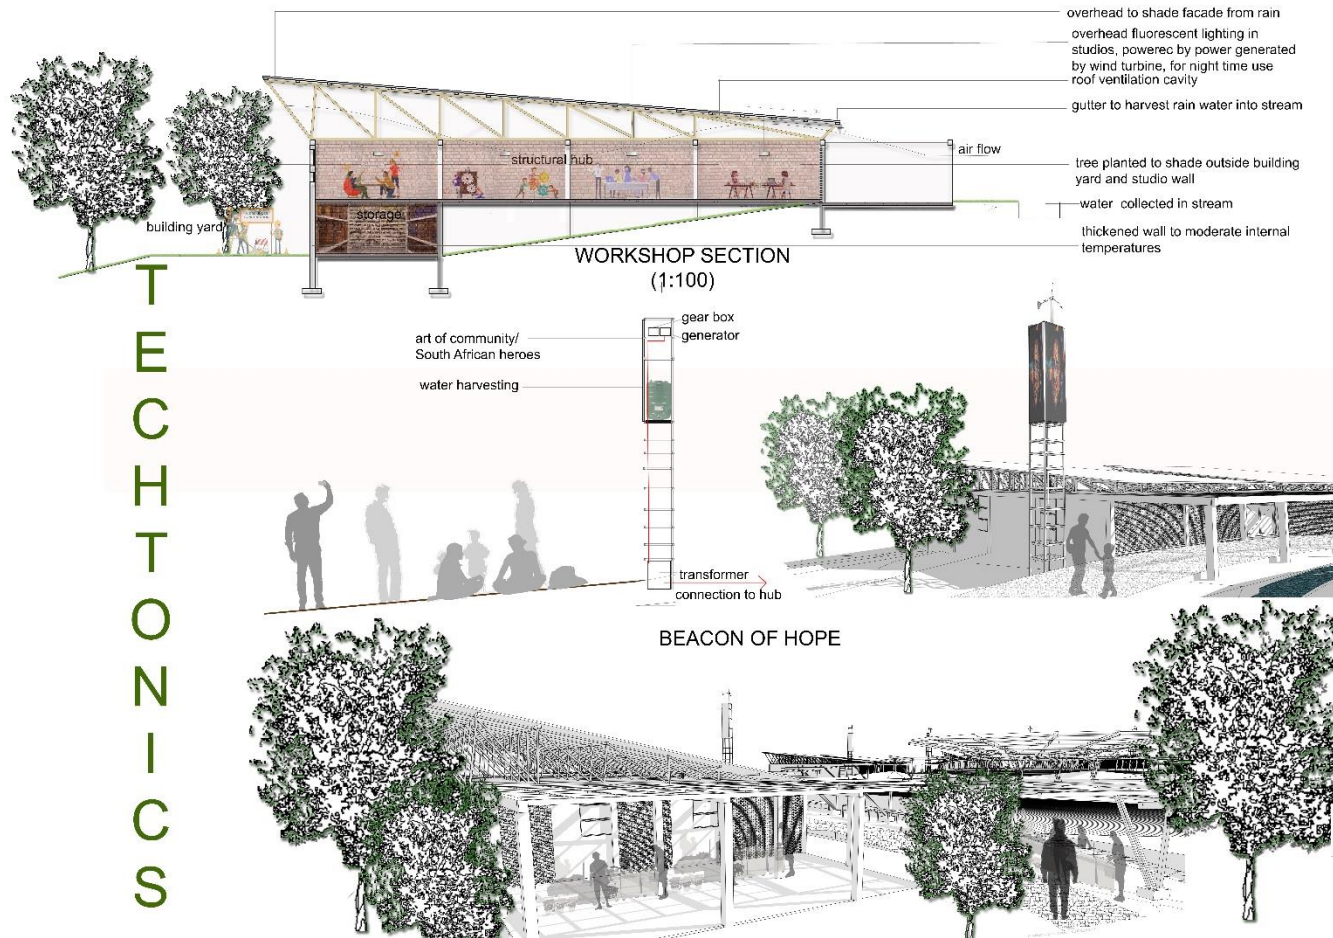 overhead to shade facade from rain
overhead fluorescent lighting in
studios, powerec by power generated
by wind turbine, for night time use
roof ventilation cavity
gutter to harvest rain water into stream
air flow
structural hub
tree planted to shade outside building
yard and studio wall
storage
water collected in stream
building yard
thickened wall to moderate internal
temperatures
WORKSHOP SECTION
(1:100)
TECHTONICS
gear box
generator
art of community/
South African heroes
water harvesting
transformer
connection to hub
BEACON OF HOPE